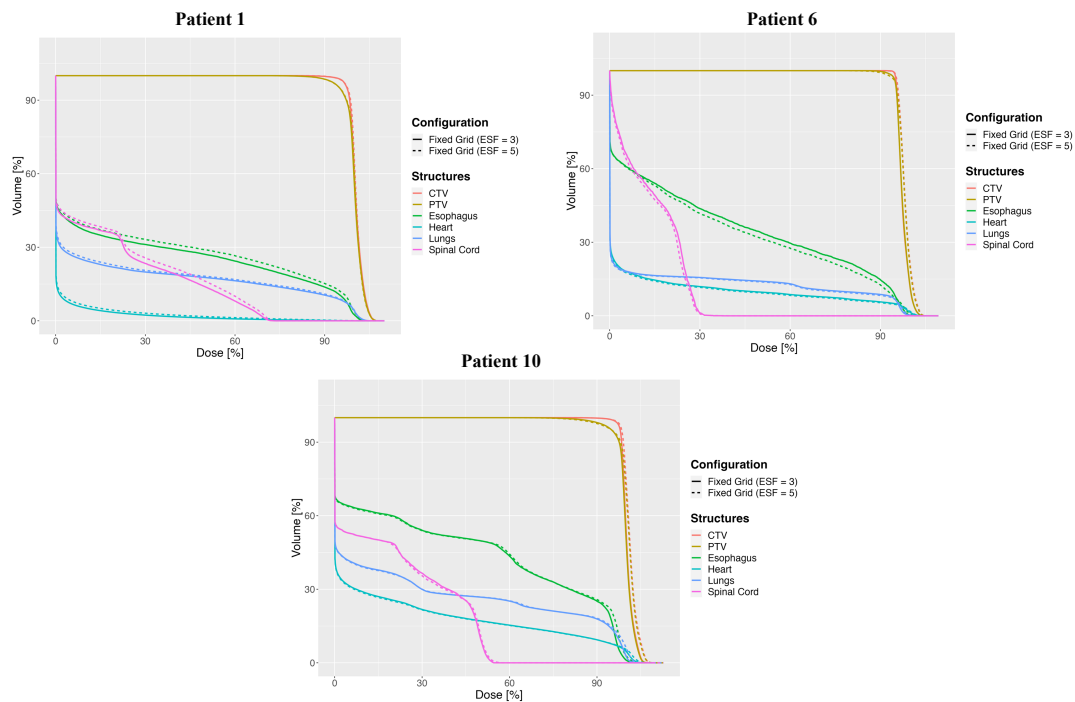 Patient 1
Volume [%]
90-
60-
30-
0-
0
30
60
90
Dose [%]
Configuration
Fixed Grid (ESF = 3)
Fixed Grid (ESF = 5)
Structures
CTV
PTV
Esophagus
Heart
Lungs
Spinal Cord
Patient 6
Volume [%]
90-
60-
30-
0-
0
30
60
90
Dose [%]
Configuration
Fixed Grid (ESF = 3)
Fixed Grid (ESF = 5)
Structures
CTV
PTV
Esophagus
Heart
Lungs
Spinal Cord
Patient 10
Volume [%]
90-
60-
30-
0-
0
30
60
90
Dose [%]
Configuration
Fixed Grid (ESF = 3)
Fixed Grid (ESF = 5)
Structures
CTV
PTV
Esophagus
Heart
Lungs
Spinal Cord